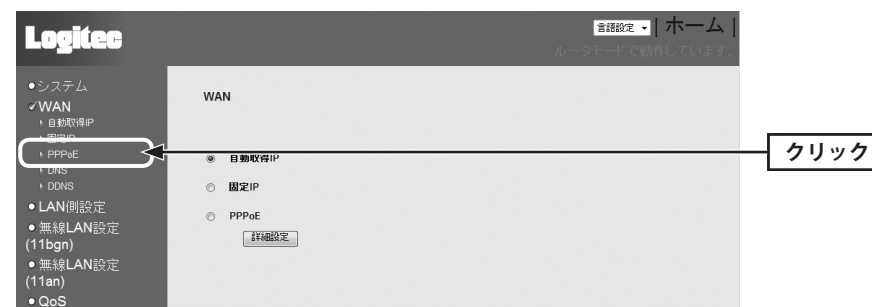 Logitec
言語設定 | ホーム |
ルータモードで動作しています。
●システム
✓WAN
自動取得IP
固定IP
PPPoE
DNS
DDNS
●LAN側設定
●無線LAN設定
(11bgn)
●無線LAN設定
(11an)
●QoS
WAN
自動取得IP
固定IP
PPPoE
詳細設定
クリック